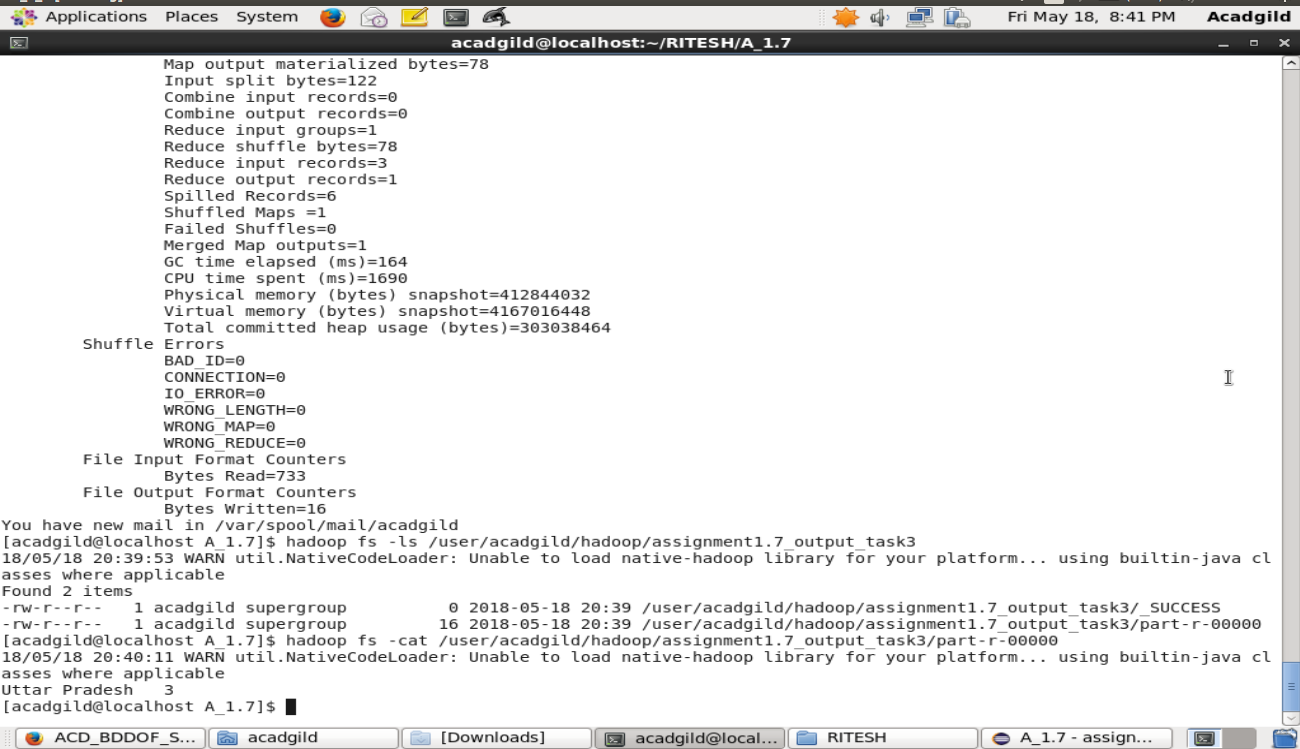 Applications Places System Fri May 18, 8:41 PM Acadgild
acadgild@localhost:~/RITESH/A_1.7
Map output materialized bytes=78
Input split bytes=122
Combine input records=0
Combine output records=0
Reduce input groups=1
Reduce shuffle bytes=78
Reduce input records=3
Reduce output records=1
Spilled Records=6
Shuffled Maps =1
Failed Shuffles=0
Merged Map outputs=1
GC time elapsed (ms)=164
CPU time spent (ms)=1690
Physical memory (bytes) snapshot=412844032
Virtual memory (bytes) snapshot=4167016448
Total committed heap usage (bytes)=303038464
Shuffle Errors
BAD_ID=0
CONNECTION=0
IO_ERROR=0
WRONG_LENGTH=0
WRONG_MAP=0
WRONG_REDUCE=0
File Input Format Counters
Bytes Read=733
File Output Format Counters
Bytes Written=16
You have new mail in /var/spool/mail/acadgild
[acadgild@localhost A_1.7]$ hadoop fs -ls /user/acadgild/hadoop/assignment1.7_output_task3
18/05/18 20:39:53 WARN util.NativeCodeLoader: Unable to load native-hadoop library for your platform... using builtin-java cl
asses where applicable
Found 2 items
-rw-r--r-- 1 acadgild supergroup 0 2018-05-18 20:39 /user/acadgild/hadoop/assignment1.7_output_task3/_SUCCESS
-rw-r--r-- 1 acadgild supergroup 16 2018-05-18 20:39 /user/acadgild/hadoop/assignment1.7_output_task3/part-r-00000
[acadgild@localhost A_1.7]$ hadoop fs -cat /user/acadgild/hadoop/assignment1.7_output_task3/part-r-00000
18/05/18 20:40:11 WARN util.NativeCodeLoader: Unable to load native-hadoop library for your platform... using builtin-java cl
asses where applicable
Uttar Pradesh 3
[acadgild@localhost A_1.7]$
ACD_BDDOF_S... acadgild [Downloads] acadgild@local... RITESH A_1.7 - assign...